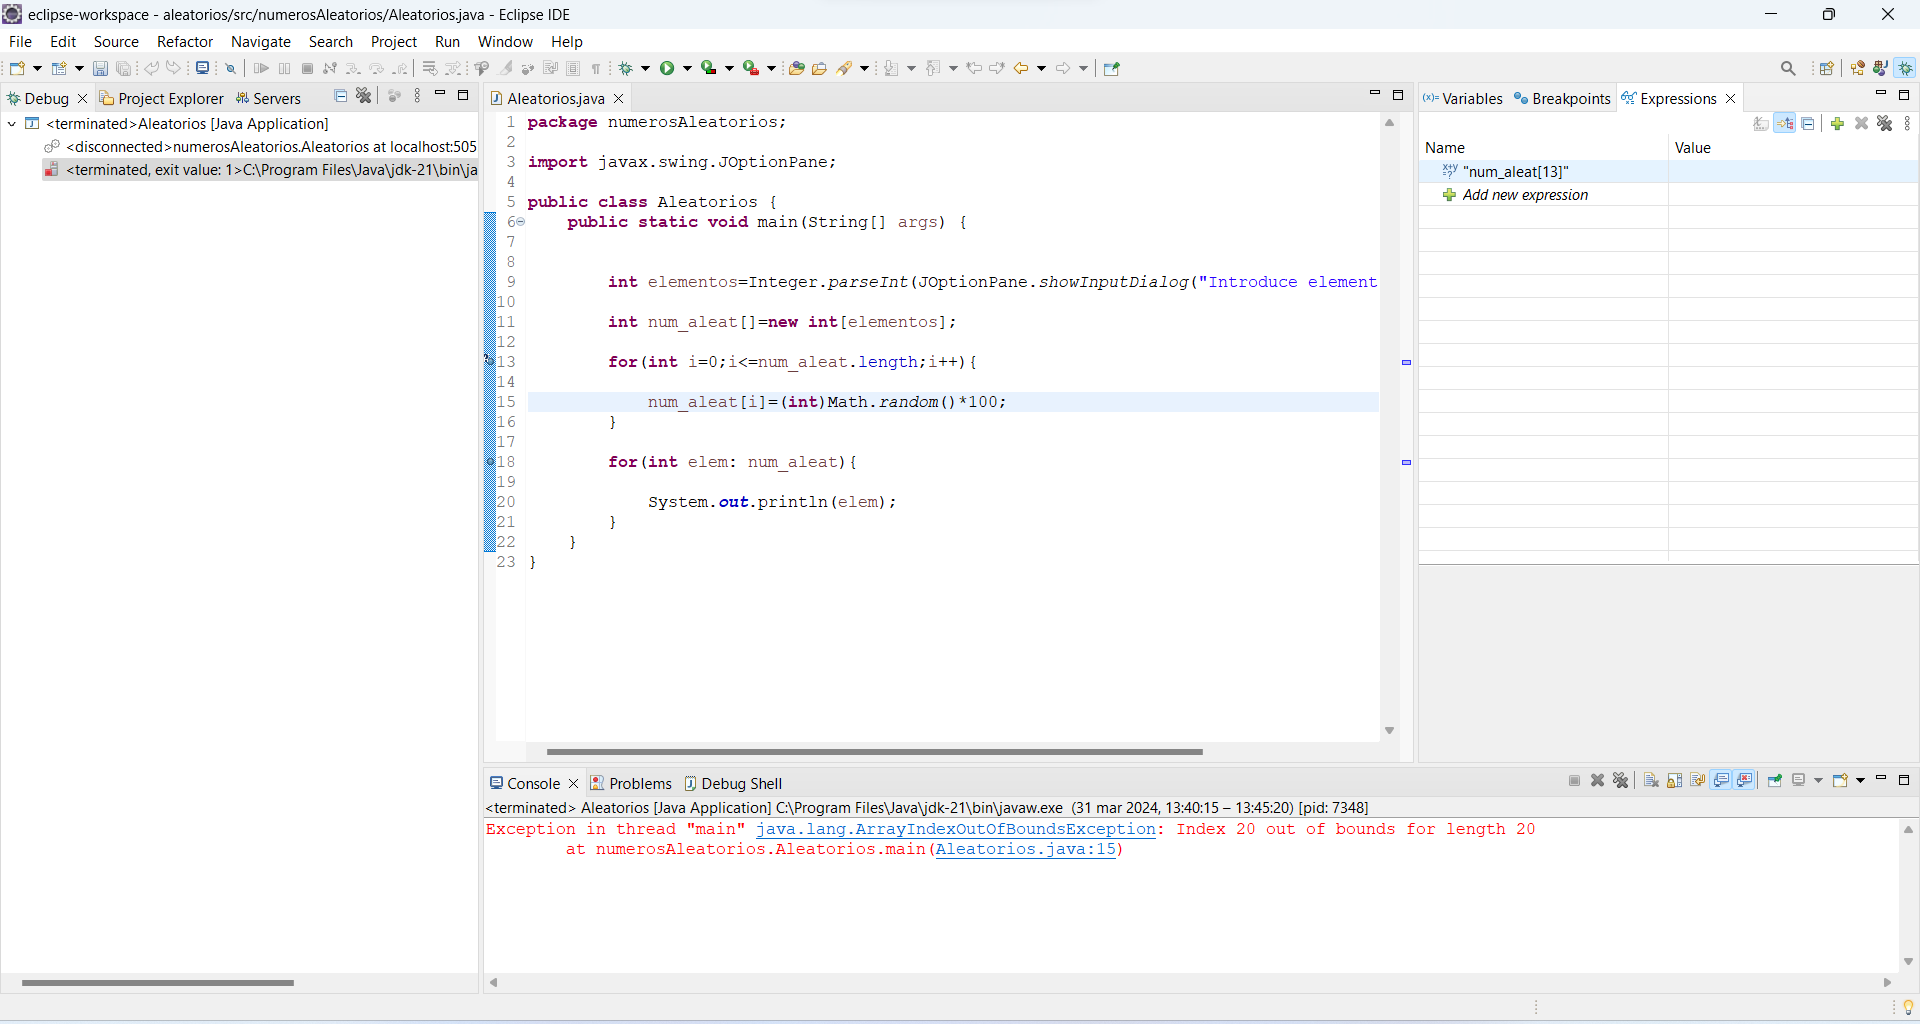 eclipse-workspace - aleatorios/src/numerosAleatorios/Aleatorios.java - Eclipse IDE
File Edit Source Refactor Navigate Search Project Run Window Help
Debug Project Explorer Servers
<terminated>Aleatorios [Java Application]
<disconnected>numerosAleatorios.Aleatorios at localhost:505
<terminated, exit value: 1>C:\Program Files\Java\jdk-21\bin\ja
Aleatorios.java
1 package numerosAleatorios;
2
3 import javax.swing.JOptionPane;
4
5 public class Aleatorios {
6 public static void main(String[] args) {
7
8
9 int elementos=Integer.parseInt(JOptionPane.showInputDialog("Introduce element
10
11 int num_aleat[]=new int[elementos];
12
13 for(int i=0;i<=num_aleat.length;i++){
14
15 num_aleat[i]=(int)Math.random()*100;
16 }
17
18 for(int elem: num_aleat){
19
20 System.out.println(elem);
21 }
22 }
23 }
(x)= Variables Breakpoints Expressions
Name Value
"num_aleat[13]"
Add new expression
Console Problems Debug Shell
<terminated> Aleatorios [Java Application] C:\Program Files\Java\jdk-21\bin\javaw.exe (31 mar 2024, 13:40:15 – 13:45:20) [pid: 7348]
Exception in thread "main" java.lang.ArrayIndexOutOfBoundsException: Index 20 out of bounds for length 20
at numerosAleatorios.Aleatorios.main(Aleatorios.java:15)